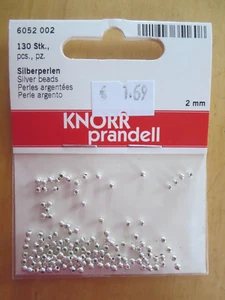 6052 002
130 Stk.,
pcs., pz.
Silberperlen
Silver beads
Perles argentées
Perle argento
2 mm
€ 1.69
KNORR
prandell